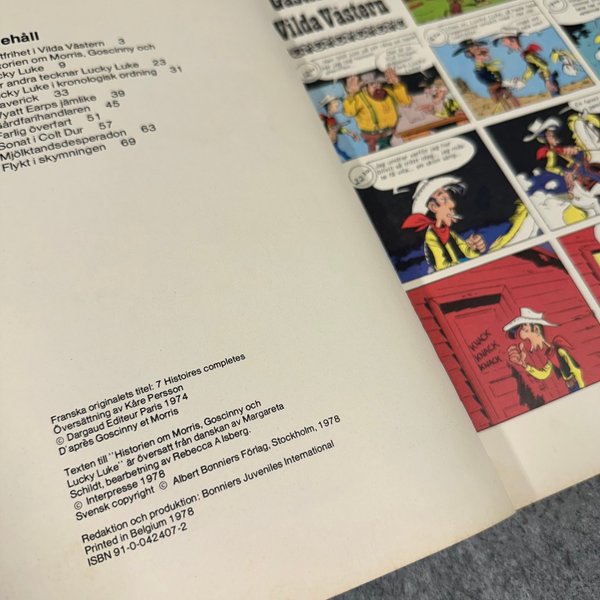 ehåll
tfrihet i Vilda Västern 3
torien om Morris, Goscinny och
cky Luke 9
r andra tecknar Lucky Luke 23
cky Luke i kronologisk ordning 31
averick 33
yatt Earps jämlike 39
årdfarihandlaren 45
Farlig överfart 51
Sonat i Colt Dur 57
Mjölktandsdesperadon 63
Flykt i skymningen 69
Franska originalets titel: 7 Histoires completes
Översättning av Kåre Persson
© Dargaud Editeur Paris 1974
D'après Goscinny et Morris
Texten till "Historien om Morris, Goscinny och
Lucky Luke" är översatt från danskan av Margareta
Schildt, bearbetning av Rebecca Alsberg.
© Interpresse 1978
Svensk copyright © Albert Bonniers Förlag, Stockholm, 1978
Redaktion och produktion: Bonniers Juveniles International
Printed in Belgium 1978
ISBN 91-0-042407-2
Vilda Västern
KNACK
KNACK
KNACK